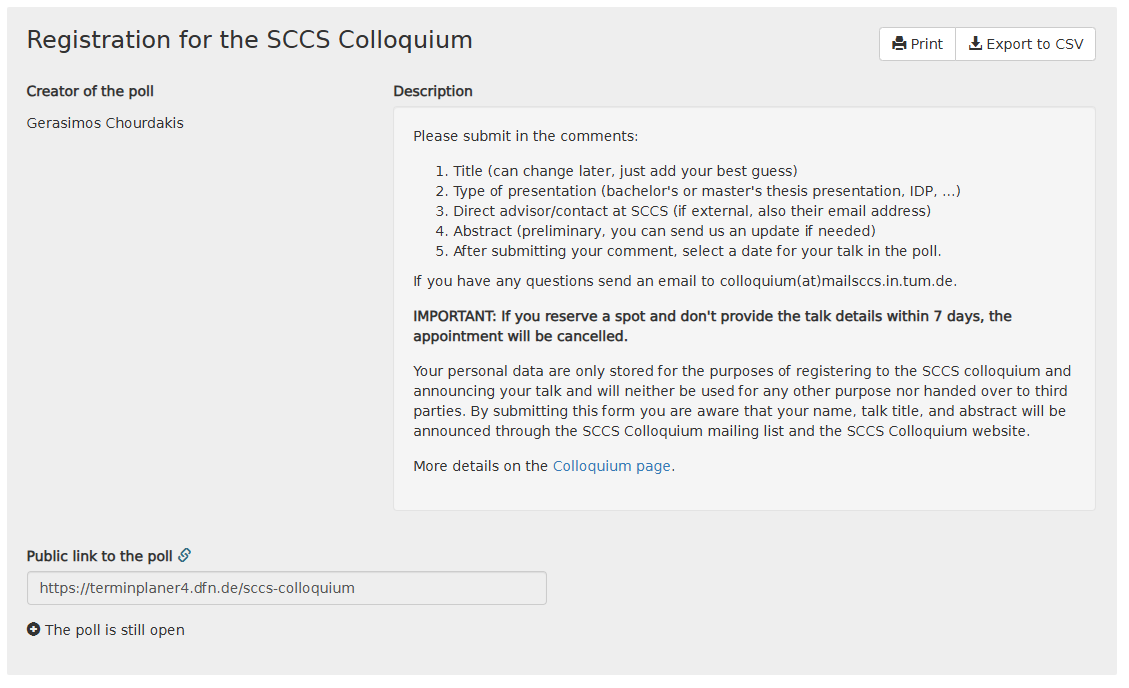 Registration for the SCCS Colloquium
Print
Export to CSV
Creator of the poll
Gerasimos Chourdakis
Description
Please submit in the comments:
1. Title (can change later, just add your best guess)
2. Type of presentation (bachelor's or master's thesis presentation, IDP, ...)
3. Direct advisor/contact at SCCS (if external, also their email address)
4. Abstract (preliminary, you can send us an update if needed)
5. After submitting your comment, select a date for your talk in the poll.
If you have any questions send an email to colloquium(at)mailsccs.in.tum.de.
IMPORTANT: If you reserve a spot and don't provide the talk details within 7 days, the
appointment will be cancelled.
Your personal data are only stored for the purposes of registering to the SCCS colloquium and
announcing your talk and will neither be used for any other purpose nor handed over to third
parties. By submitting this form you are aware that your name, talk title, and abstract will be
announced through the SCCS Colloquium mailing list and the SCCS Colloquium website.
More details on the Colloquium page.
Public link to the poll
https://terminplaner4.dfn.de/sccs-colloquium
The poll is still open